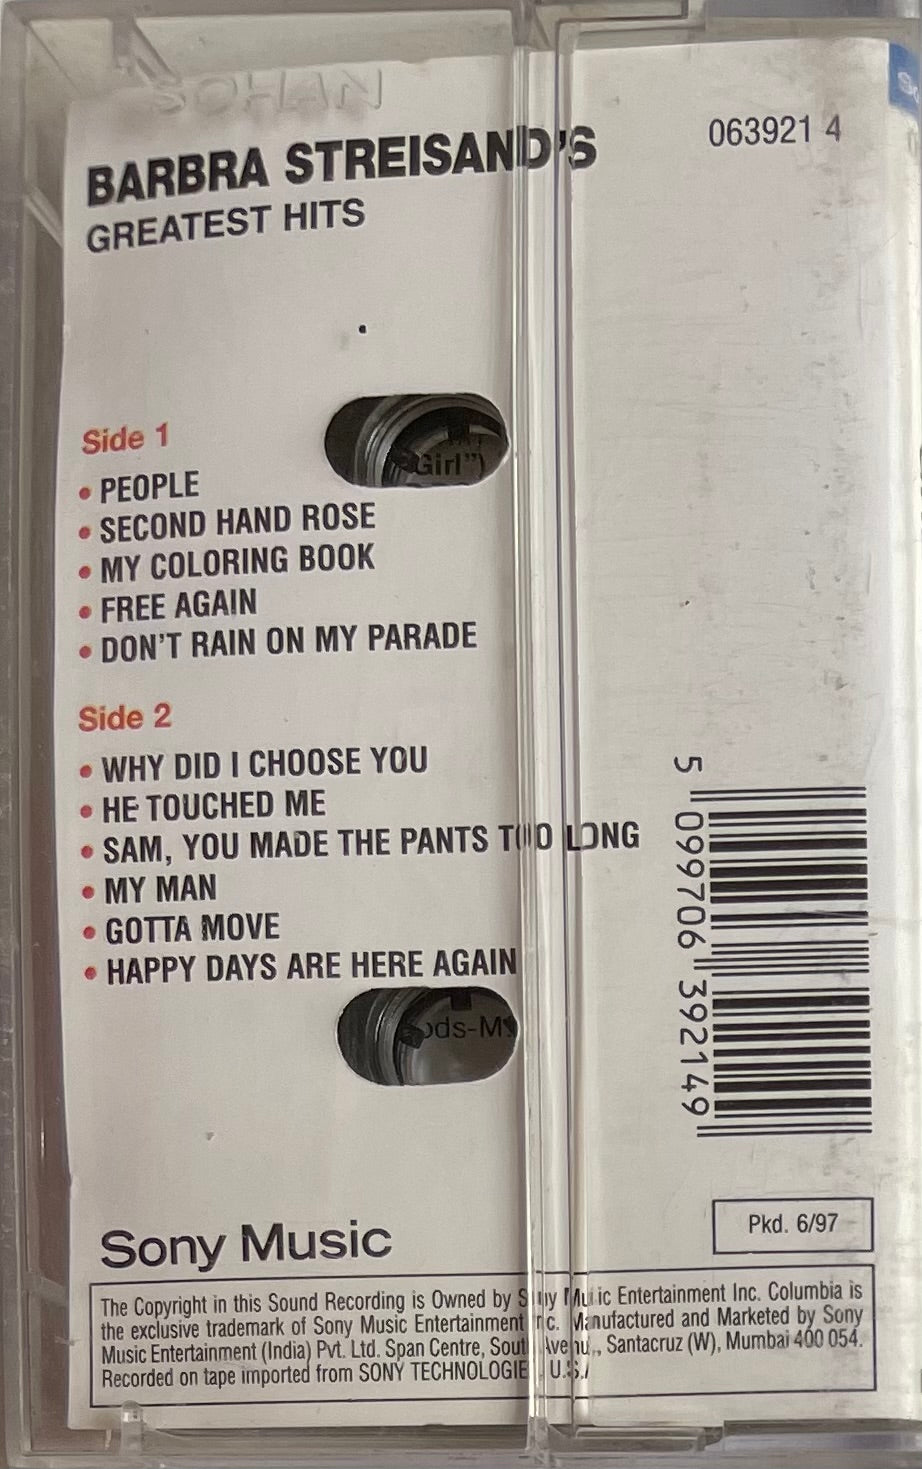 SOHAN
BARBRA STREISAND'S
063921 4
GREATEST HITS
Side 1
Girl")
• PEOPLE
• SECOND HAND ROSE
• MY COLORING BOOK
• FREE AGAIN
• DON'T RAIN ON MY PARADE
Side 2
• WHY DID I CHOOSE YOU
• HE TOUCHED ME
• SAM, YOU MADE THE PANTS TOO LONG
• MY MAN
• GOTTA MOVE
• HAPPY DAYS ARE HERE AGAIN
5 099706 392149
Pkd. 6/97
Sony Music
The Copyright in this Sound Recording is Owned by Sony Music Entertainment Inc. Columbia is
the exclusive trademark of Sony Music Entertainment Inc. Manufactured and Marketed by Sony
Music Entertainment (India) Pvt. Ltd. Span Centre, South Avenue, Santacruz (W), Mumbai 400 054.
Recorded on tape imported from SONY TECHNOLOGIE U.S.